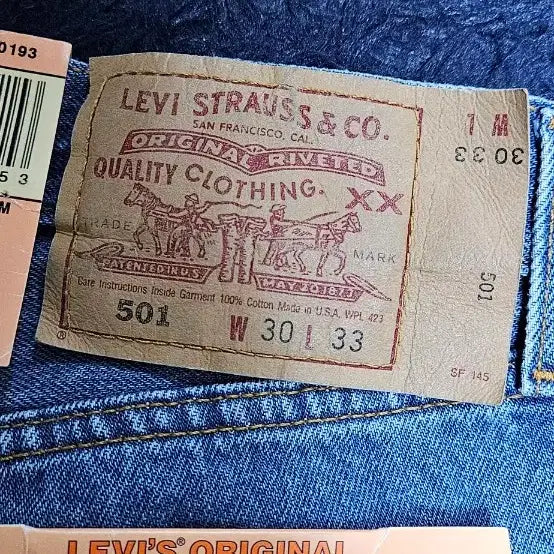 0193
5 3
M
LEVI STRAUSS & CO.
SAN FRANCISCO, CAL.
ORIGINAL RIVETED
QUALITY CLOTHING.
XX
TRADE MARK
PATENTED IN U.S. MAY 20 1873
Care Instructions Inside Garment 100% Cotton Made in U.S.A. WPL 423
501 W 30 L 33
®
1 M
30 33
501
SF 145
LEVI'S® ORIGINAL